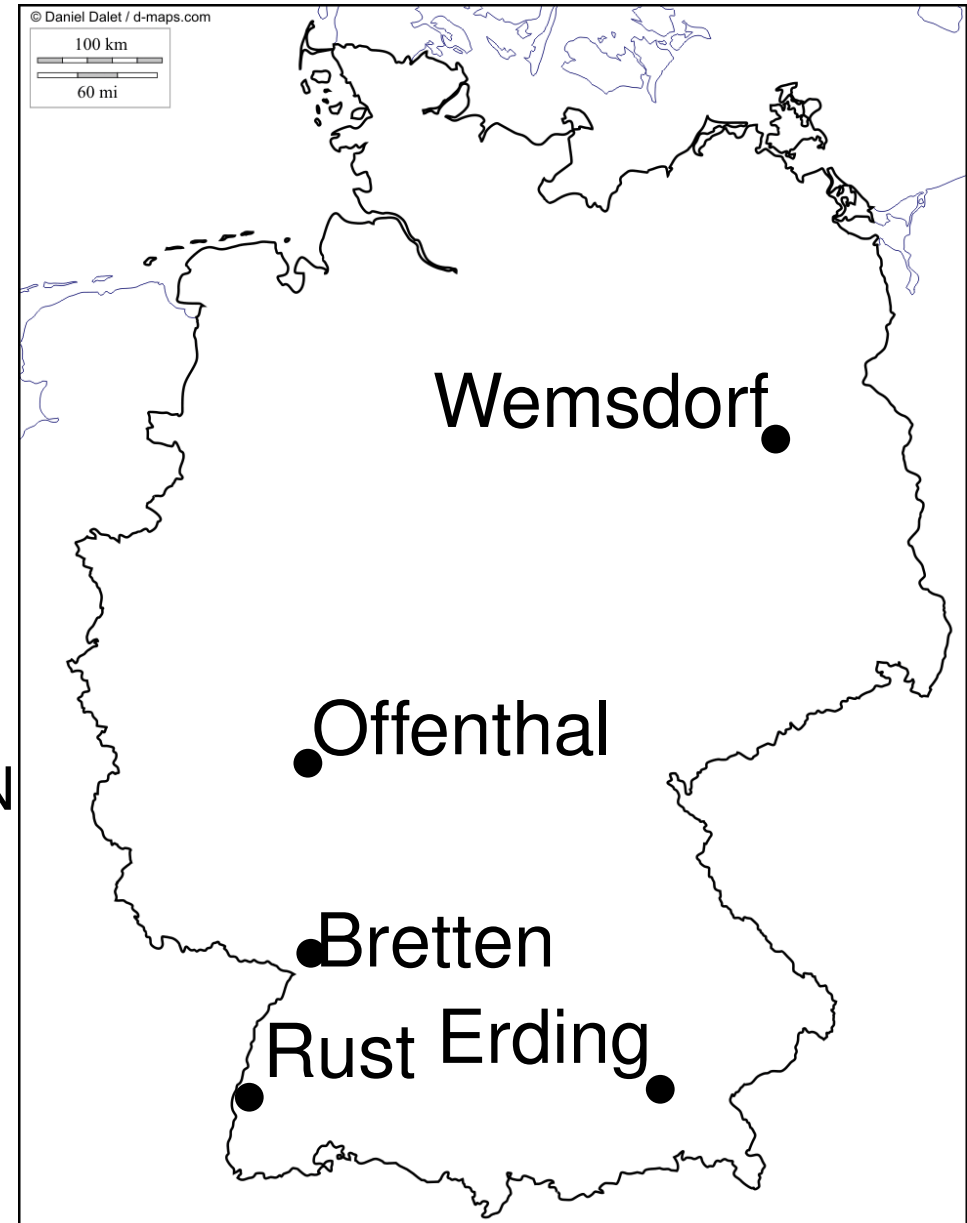 © Daniel Dalet / d-maps.com
100 km
60 mi
Wemsdorf
Offenthal
N
Bretten
Rust Erding